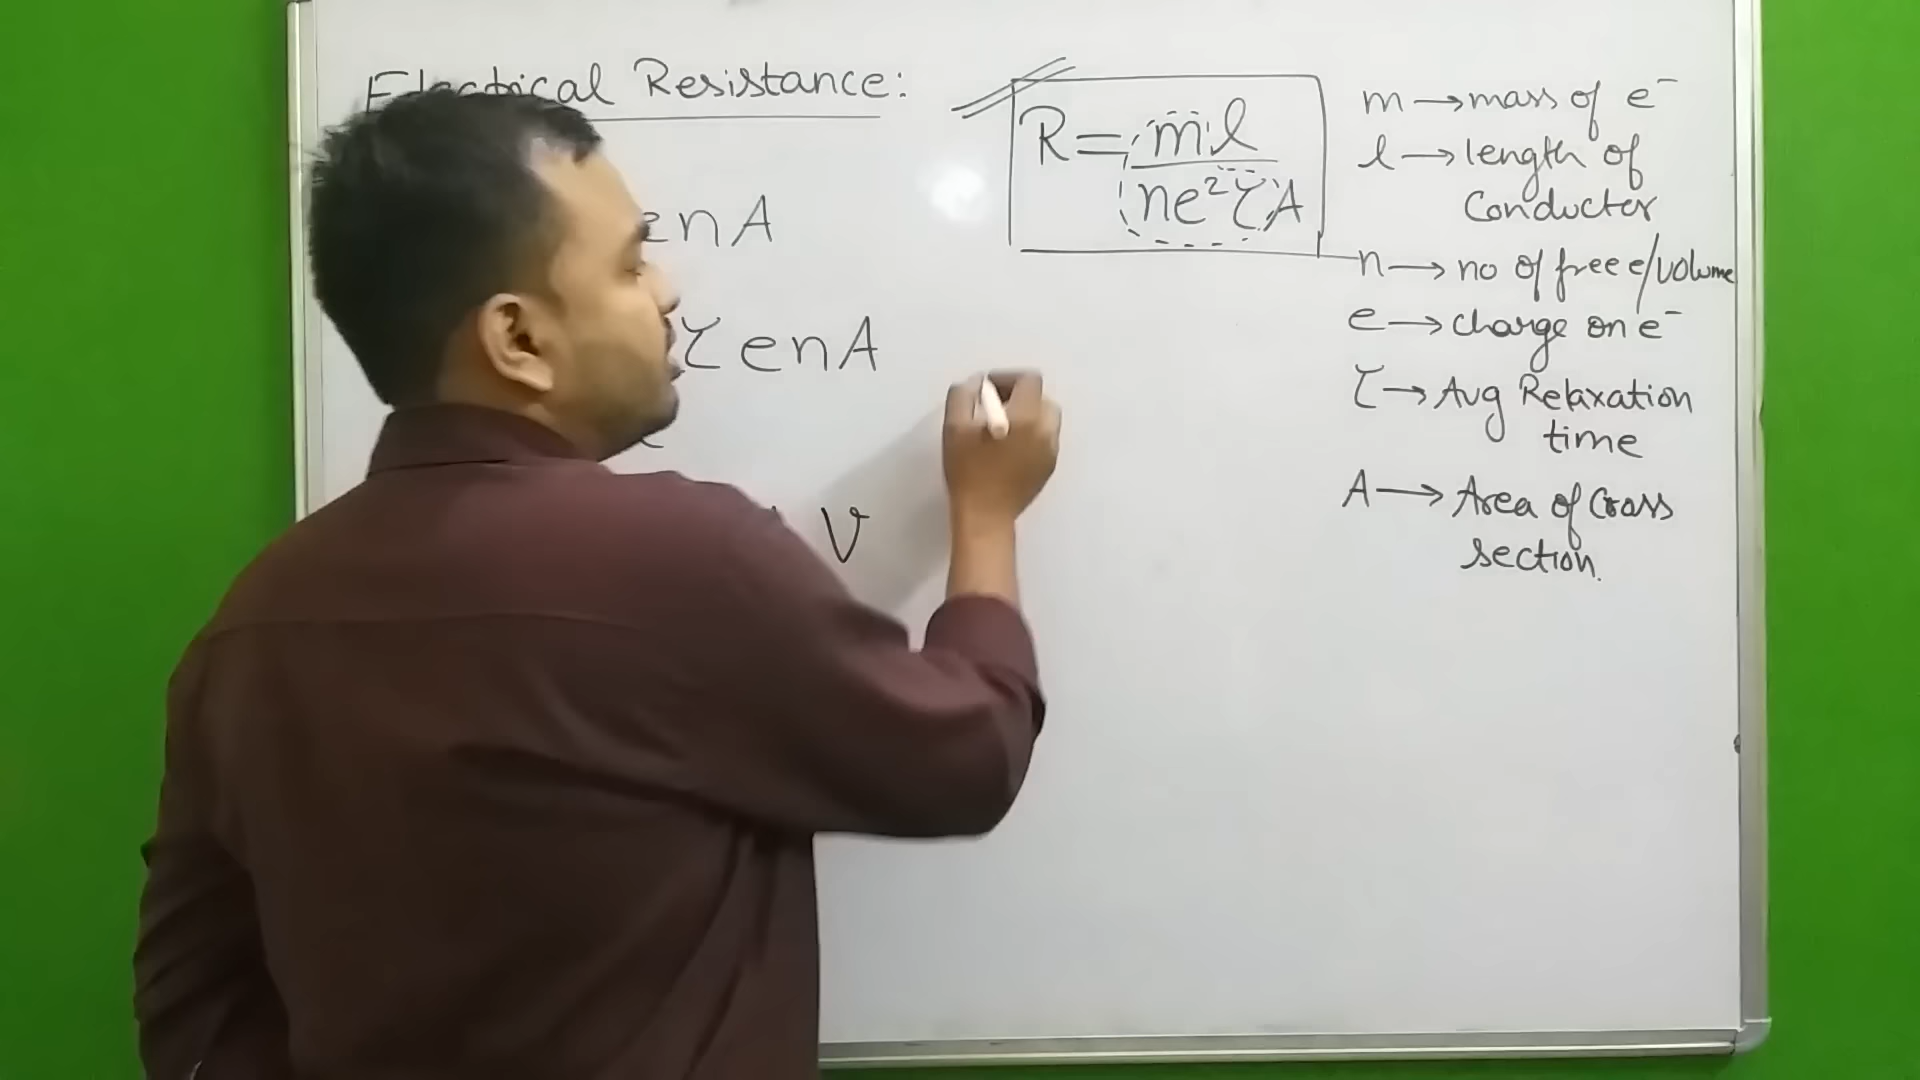 Electrical Resistance:
enA
τenA
V
R = ml / ne²τA
m → mass of e⁻
l → length of
Conductor
n → no of free e/volume
e → charge on e⁻
τ → Avg Relaxation
time
A → Area of Cross
section.